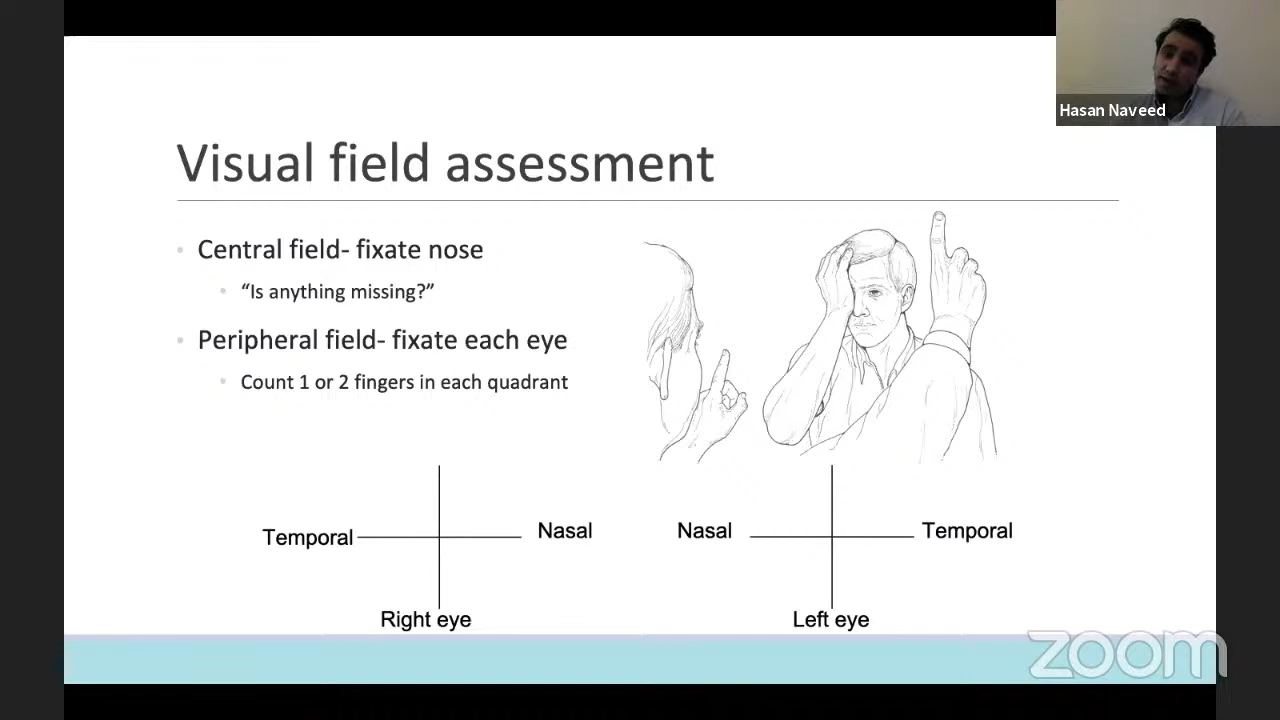 Hasan Naveed
Visual field assessment
Central field- fixate nose
“Is anything missing?”
Peripheral field- fixate each eye
Count 1 or 2 fingers in each quadrant
Temporal
Nasal
Right eye
Nasal
Temporal
Left eye
zoom